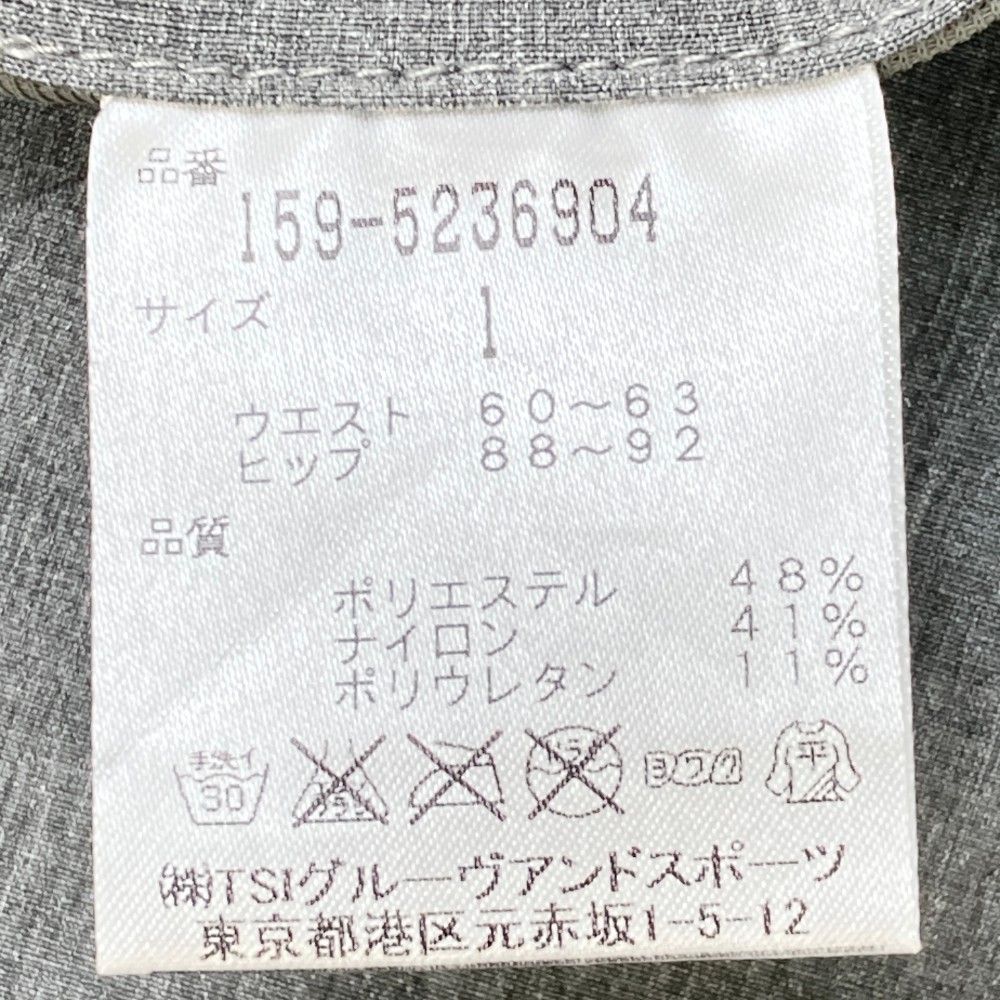 品番
159-5236904
サイズ 1
ウエスト 60〜63
ヒップ 88〜92
品質
ポリエステル 48%
ナイロン 41%
ポリウレタン 11%
手洗イ 30 ヨワク 平
㈱TSIグルーヴアンドスポーツ
東京都港区元赤坂1-5-12